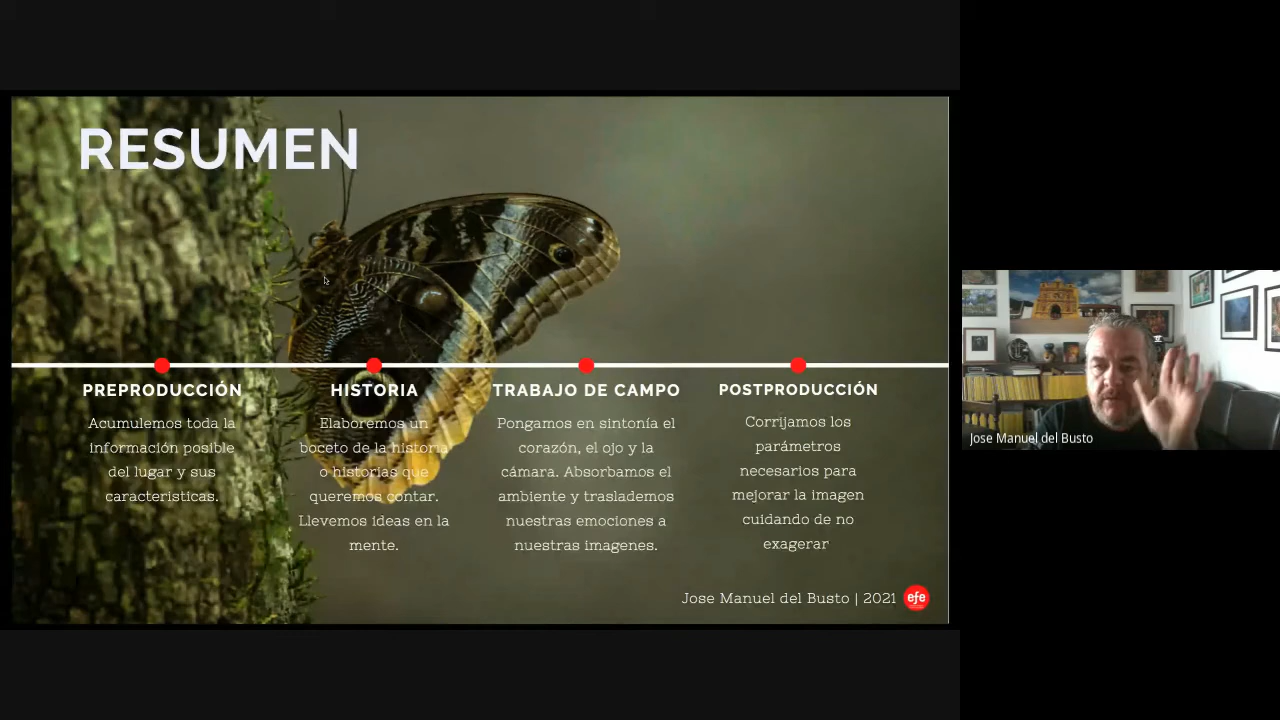 RESUMEN
PREPRODUCCIÓN
Acumulemos toda la
información posible
del lugar y sus
caracteristicas.
HISTORIA
Elaboremos un
boceto de la historia
o historias que
queremos contar.
Llevemos ideas en la
mente.
TRABAJO DE CAMPO
Pongamos en sintonía el
corazón, el ojo y la
cámara. Absorbamos el
ambiente y traslademos
nuestras emociones a
nuestras imagenes.
POSTPRODUCCIÓN
Corrijamos los
parámetros
necesarios para
mejorar la imagen
cuidando de no
exagerar
Jose Manuel del Busto | 2021
efe
Jose Manuel del Busto